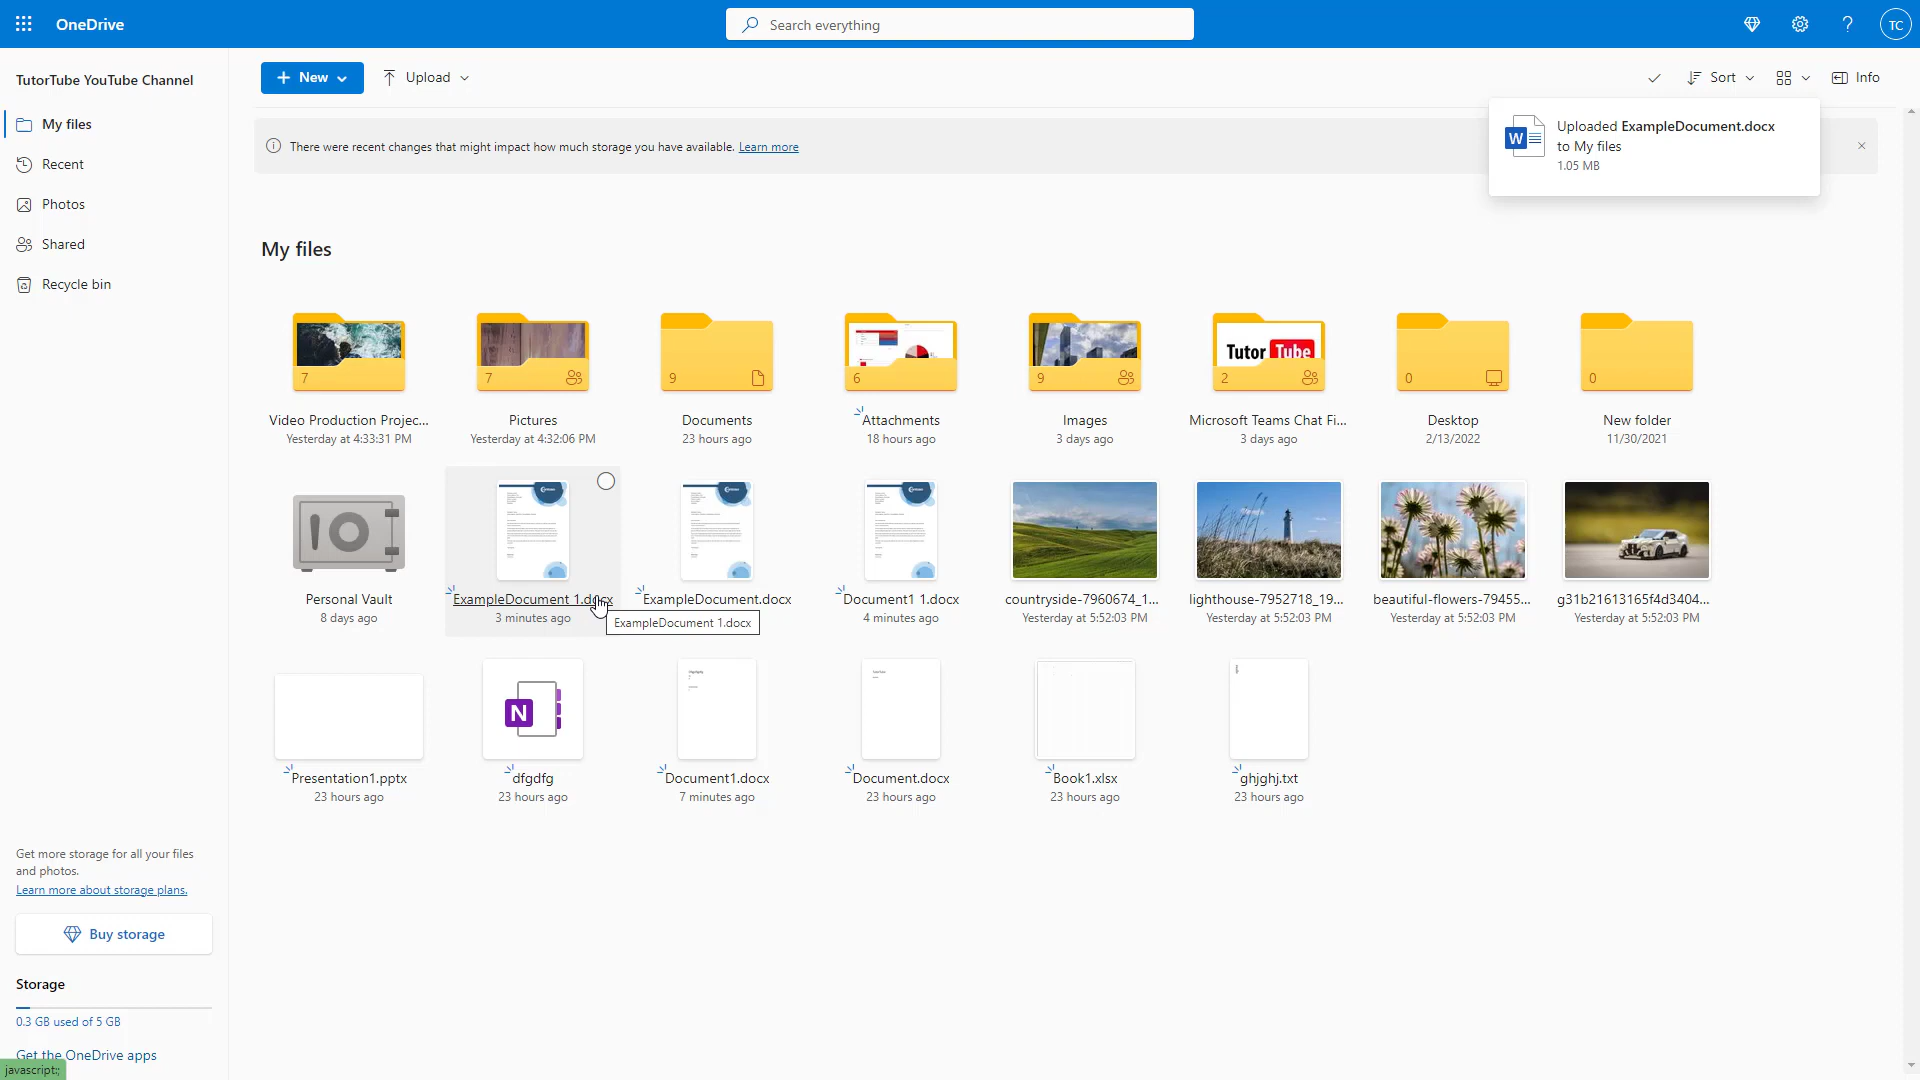 OneDrive
Search everything
TC
TutorTube YouTube Channel
My files
Recent
Photos
Shared
Recycle bin
New
Upload
Sort
Info
There were recent changes that might impact how much storage you have available. Learn more
Uploaded ExampleDocument.docx
to My files
1.05 MB
My files
7
7
9
6
9
Tutor Tube
2
0
0
Video Production Projec...
Pictures
Documents
Attachments
Images
Microsoft Teams Chat Fi...
Desktop
New folder
Yesterday at 4:33:31 PM
Yesterday at 4:32:06 PM
23 hours ago
18 hours ago
3 days ago
3 days ago
2/13/2022
11/30/2021
Personal Vault
ExampleDocument 1.docx
ExampleDocument.docx
Document1 1.docx
countryside-7960674_1...
lighthouse-7952718_19...
beautiful-flowers-79455...
g31b21613165f4d3404...
8 days ago
3 minutes ago
4 minutes ago
Yesterday at 5:52:03 PM
Yesterday at 5:52:03 PM
Yesterday at 5:52:03 PM
Yesterday at 5:52:03 PM
ExampleDocument 1.docx
N
Presentation1.pptx
dfgdfg
Document1.docx
Document.docx
Book1.xlsx
ghjghj.txt
23 hours ago
23 hours ago
7 minutes ago
23 hours ago
23 hours ago
23 hours ago
Get more storage for all your files
and photos.
Learn more about storage plans.
Buy storage
Storage
0.3 GB used of 5 GB
Get the OneDrive apps
javascript:;